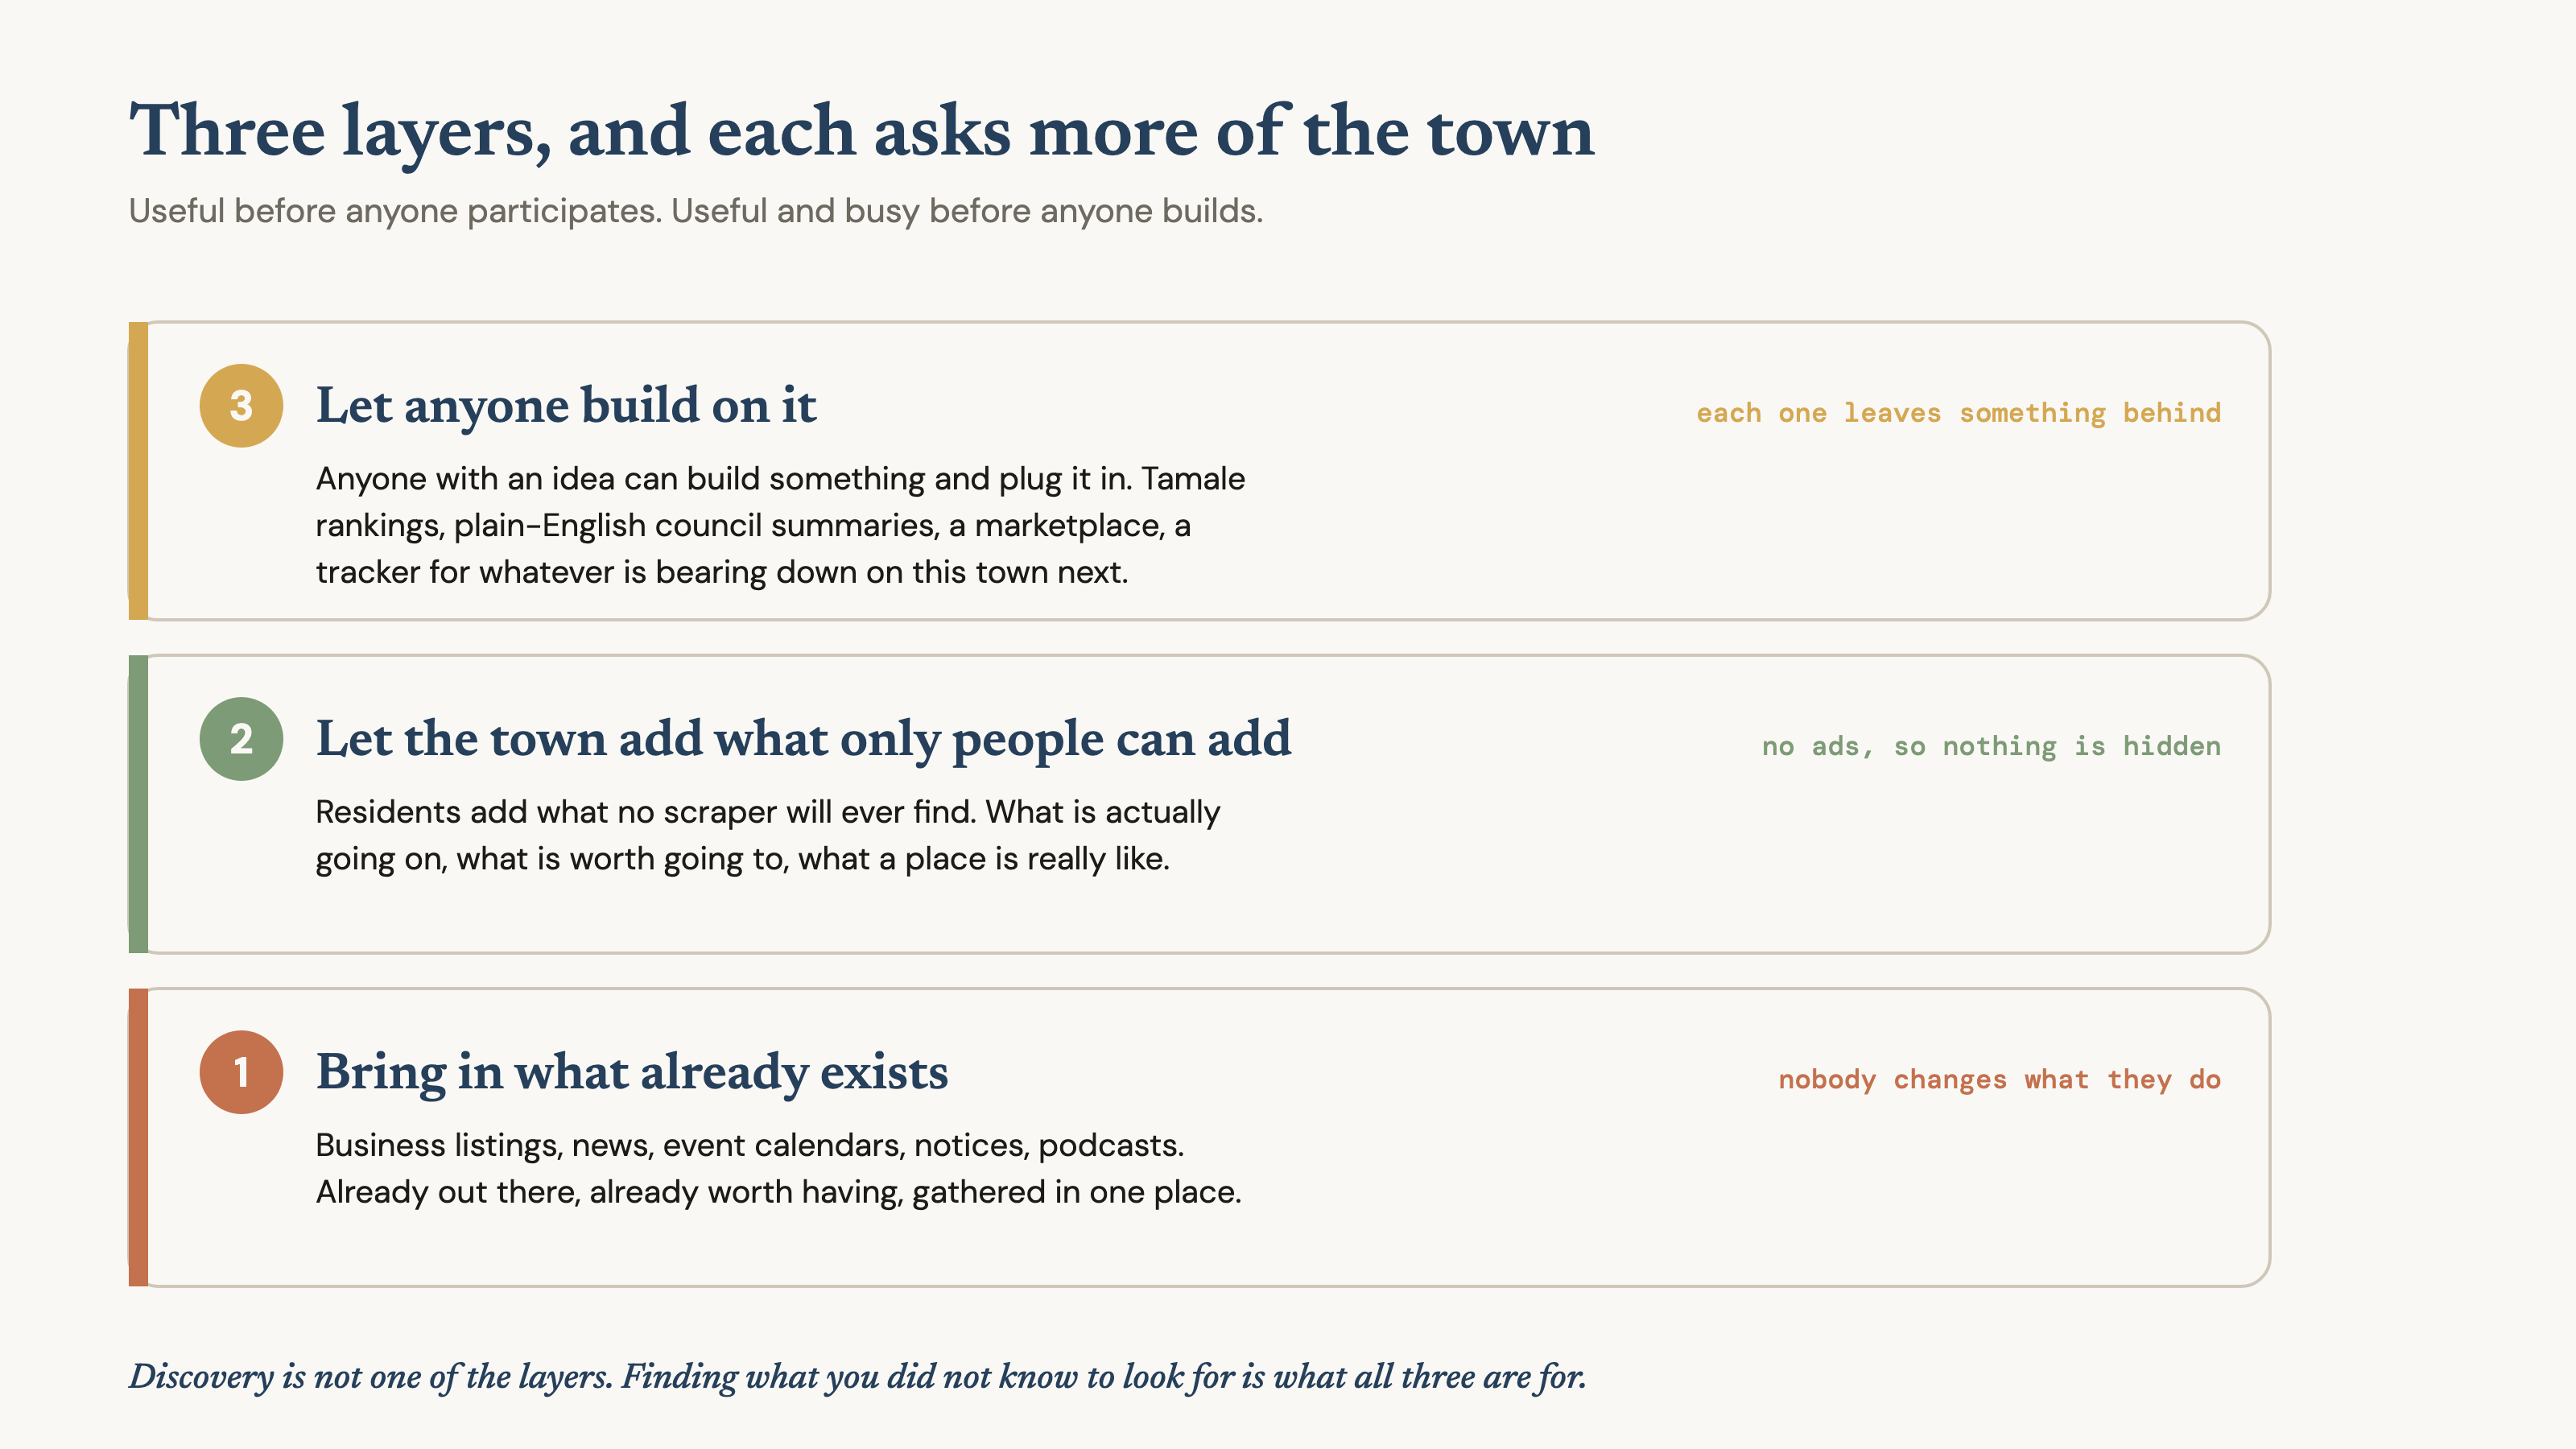 Three layers, and each asks more of the town
Useful before anyone participates. Useful and busy before anyone builds.
3
Let anyone build on it
each one leaves something behind
Anyone with an idea can build something and plug it in. Tamale
rankings, plain-English council summaries, a marketplace, a
tracker for whatever is bearing down on this town next.
2
Let the town add what only people can add
no ads, so nothing is hidden
Residents add what no scraper will ever find. What is actually
going on, what is worth going to, what a place is really like.
1
Bring in what already exists
nobody changes what they do
Business listings, news, event calendars, notices, podcasts.
Already out there, already worth having, gathered in one place.
Discovery is not one of the layers. Finding what you did not know to look for is what all three are for.